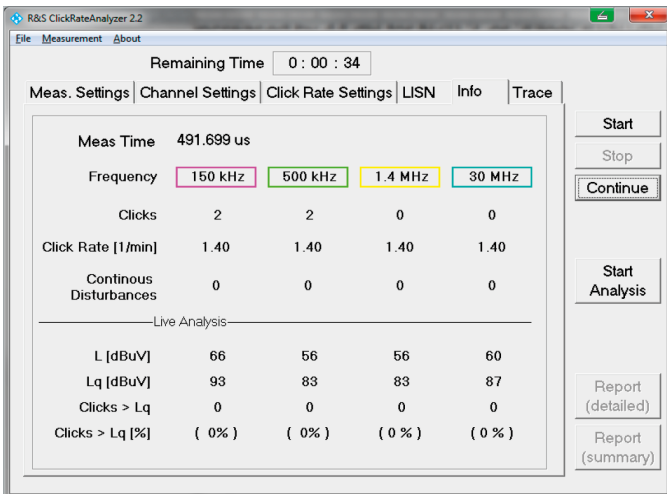 R&S ClickRateAnalyzer 2.2
File Measurement About
Remaining Time 0 : 00 : 34
Meas. Settings Channel Settings Click Rate Settings LISN Info Trace
Meas Time 491.699 us
Frequency 150 kHz 500 kHz 1.4 MHz 30 MHz
Clicks 2 2 0 0
Click Rate [1/min] 1.40 1.40 1.40 1.40
Continous
Disturbances 0 0 0 0
Live Analysis
L [dBuV] 66 56 56 60
Lq [dBuV] 93 83 83 87
Clicks > Lq 0 0 0 0
Clicks > Lq [%] ( 0% ) ( 0% ) ( 0 % ) ( 0 % )
Start
Stop
Continue
Start
Analysis
Report
(detailed)
Report
(summary)